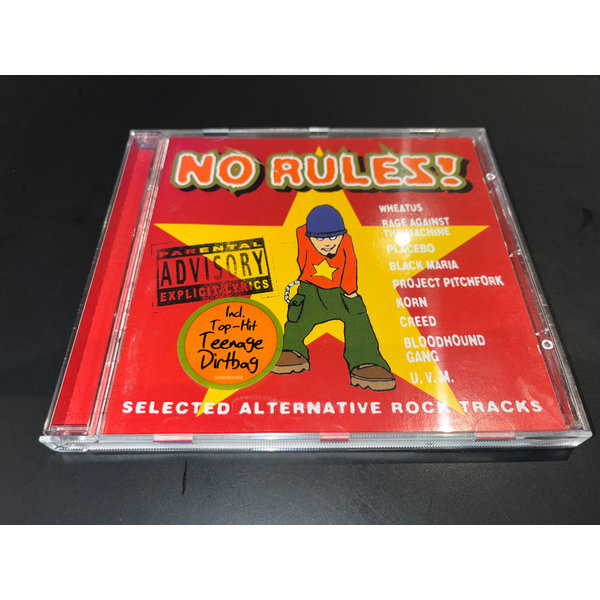 NO RULEZ!
WHEATUS
RAGE AGAINST
THE MACHINE
PLACEBO
BLACK MARIA
PROJECT PITCHFORK
KORN
CREED
BLOODHOUND
GANG
U.V.M.
PARENTAL
ADVISORY
EXPLICIT LYRICS
Incl.
Top-Hit
Teenage
Dirtbag
SELECTED ALTERNATIVE ROCK TRACKS